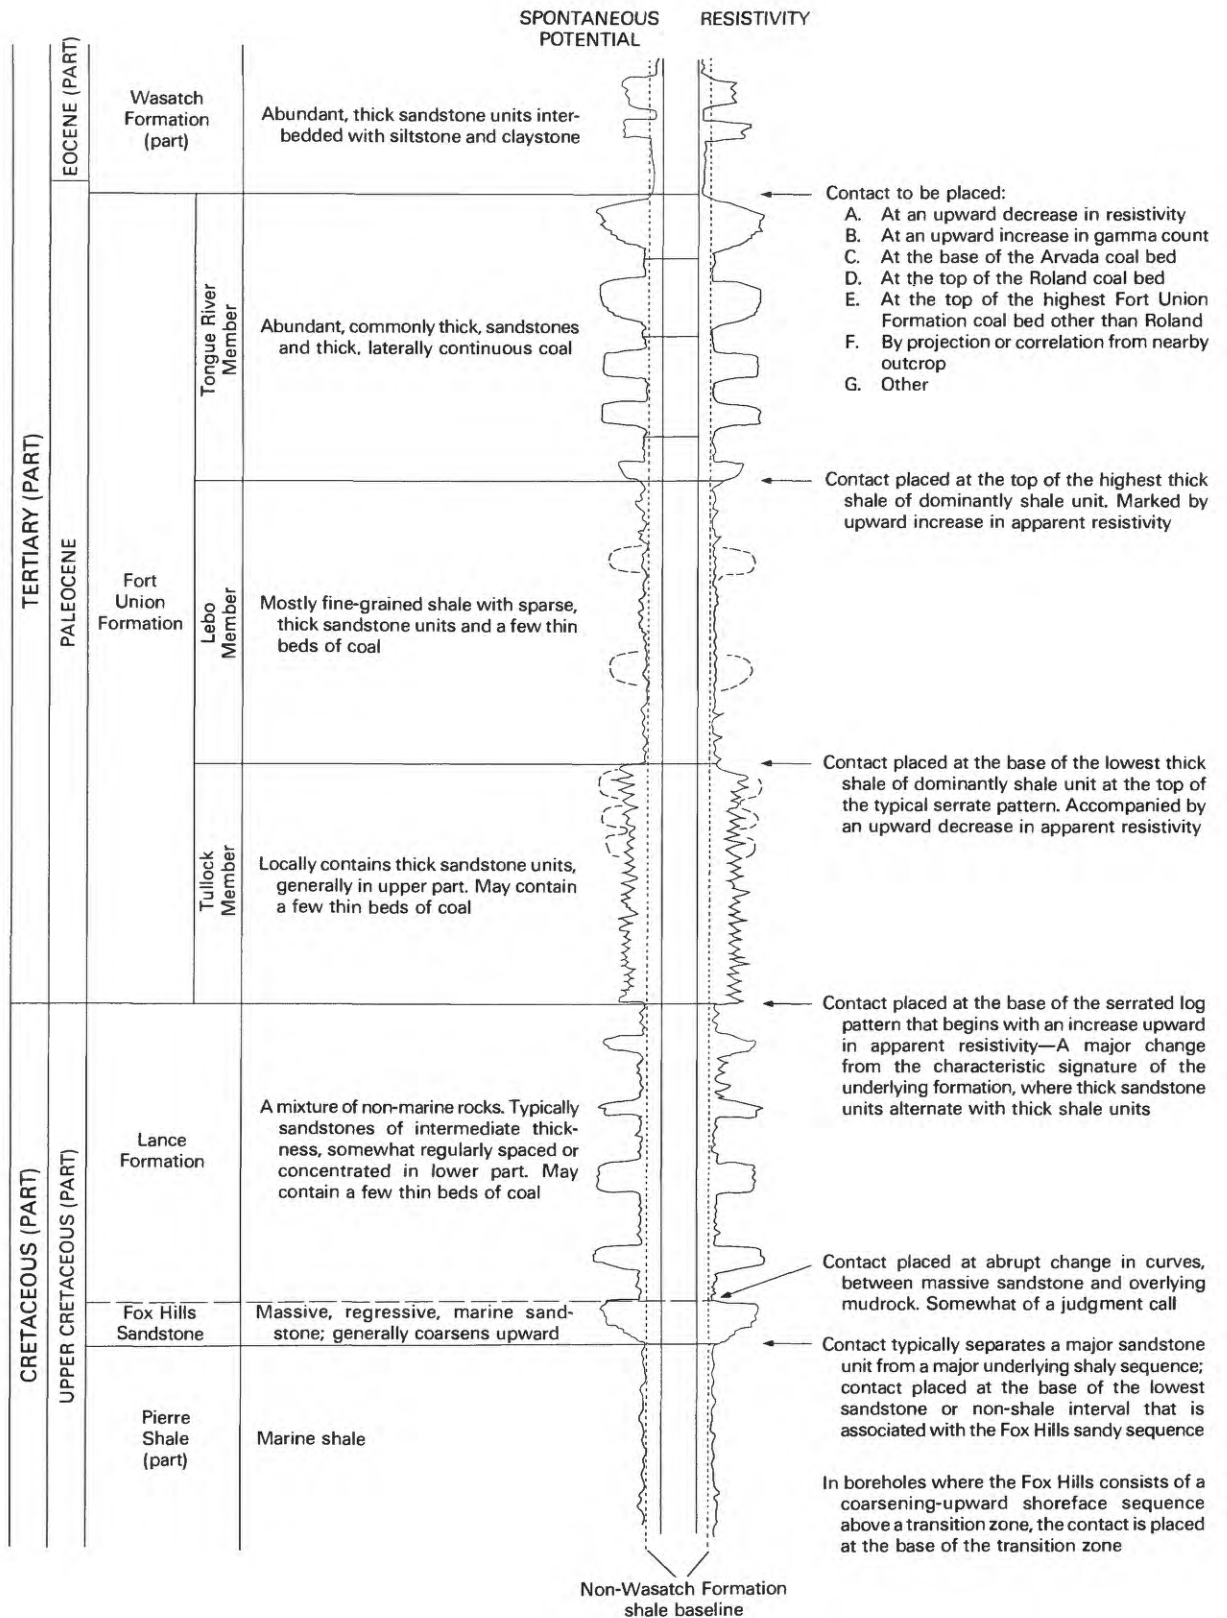 SPONTANEOUS
POTENTIAL
RESISTIVITY
TERTIARY (PART)
EOCENE (PART)
Wasatch
Formation
(part)
Abundant, thick sandstone units inter-
bedded with siltstone and claystone
Contact to be placed:
A. At an upward decrease in resistivity
B. At an upward increase in gamma count
C. At the base of the Arvada coal bed
D. At the top of the Roland coal bed
E. At the top of the highest Fort Union
Formation coal bed other than Roland
F. By projection or correlation from nearby
outcrop
G. Other
PALEOCENE
Fort
Union
Formation
Tongue River
Member
Abundant, commonly thick, sandstones
and thick, laterally continuous coal
Contact placed at the top of the highest thick
shale of dominantly shale unit. Marked by
upward increase in apparent resistivity
Lebo
Member
Mostly fine-grained shale with sparse,
thick sandstone units and a few thin
beds of coal
Contact placed at the base of the lowest thick
shale of dominantly shale unit at the top of
the typical serrate pattern. Accompanied by
an upward decrease in apparent resistivity
Tullock
Member
Locally contains thick sandstone units,
generally in upper part. May contain
a few thin beds of coal
Contact placed at the base of the serrated log
pattern that begins with an increase upward
in apparent resistivity—A major change
from the characteristic signature of the
underlying formation, where thick sandstone
units alternate with thick shale units
CRETACEOUS (PART)
UPPER CRETACEOUS (PART)
Lance
Formation
A mixture of non-marine rocks. Typically
sandstones of intermediate thick-
ness, somewhat regularly spaced or
concentrated in lower part. May
contain a few thin beds of coal
Contact placed at abrupt change in curves,
between massive sandstone and overlying
mudrock. Somewhat of a judgment call
Fox Hills
Sandstone
Massive, regressive, marine sand-
stone; generally coarsens upward
Contact typically separates a major sandstone
unit from a major underlying shaly sequence;
contact placed at the base of the lowest
sandstone or non-shale interval that is
associated with the Fox Hills sandy sequence
Pierre
Shale
(part)
Marine shale
In boreholes where the Fox Hills consists of a
coarsening-upward shoreface sequence
above a transition zone, the contact is placed
at the base of the transition zone
Non-Wasatch Formation
shale baseline